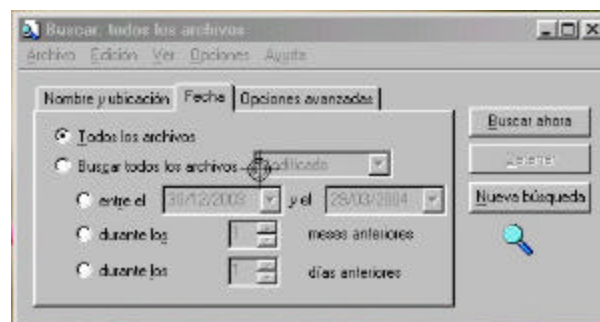 Buscar: todos los archivos
Archivo Edición Ver Opciones Ayuda
Nombre y ubicación Fecha Opciones avanzadas
Todos los archivos
Buscar todos los archivos Modificado
entre el 30/12/2003 y el 28/03/2004
durante los 1 meses anteriores
durante los 1 días anteriores
Buscar ahora
Detener
Nueva búsqueda